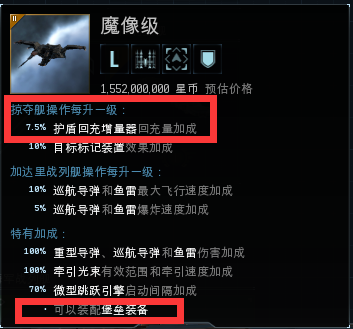 II
魔像级
L
1,552,000,000 星币 预估价格
掠夺舰操作每升一级：
7.5% 护盾回充增量器回充量加成
10% 目标标记装置效果加成
加达里战列舰操作每升一级：
10% 巡航导弹和鱼雷最大飞行速度加成
5% 巡航导弹和鱼雷爆炸速度加成
特有加成：
100% 重型导弹、巡航导弹和鱼雷伤害加成
100% 牵引光束有效范围和牵引速度加成
70% 微型跳跃引擎启动间隔加成
· 可以装配堡垒装备